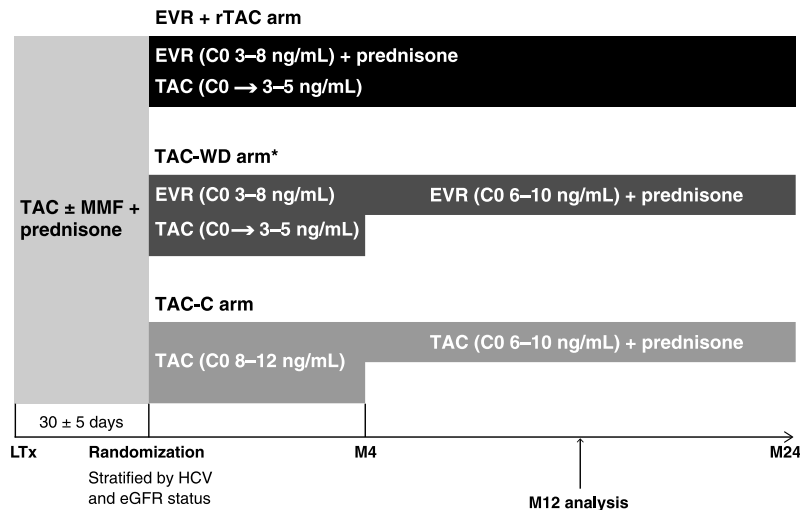 EVR + rTAC arm
EVR (C0 3–8 ng/mL) + prednisone
TAC (C0 → 3–5 ng/mL)
TAC-WD arm*
TAC ± MMF +
prednisone
EVR (C0 3–8 ng/mL)
EVR (C0 6–10 ng/mL) + prednisone
TAC (C0→ 3–5 ng/mL)
TAC-C arm
TAC (C0 8–12 ng/mL)
TAC (C0 6–10 ng/mL) + prednisone
30 ± 5 days
LTx
Randomization
M4
M24
Stratified by HCV
and eGFR status
M12 analysis